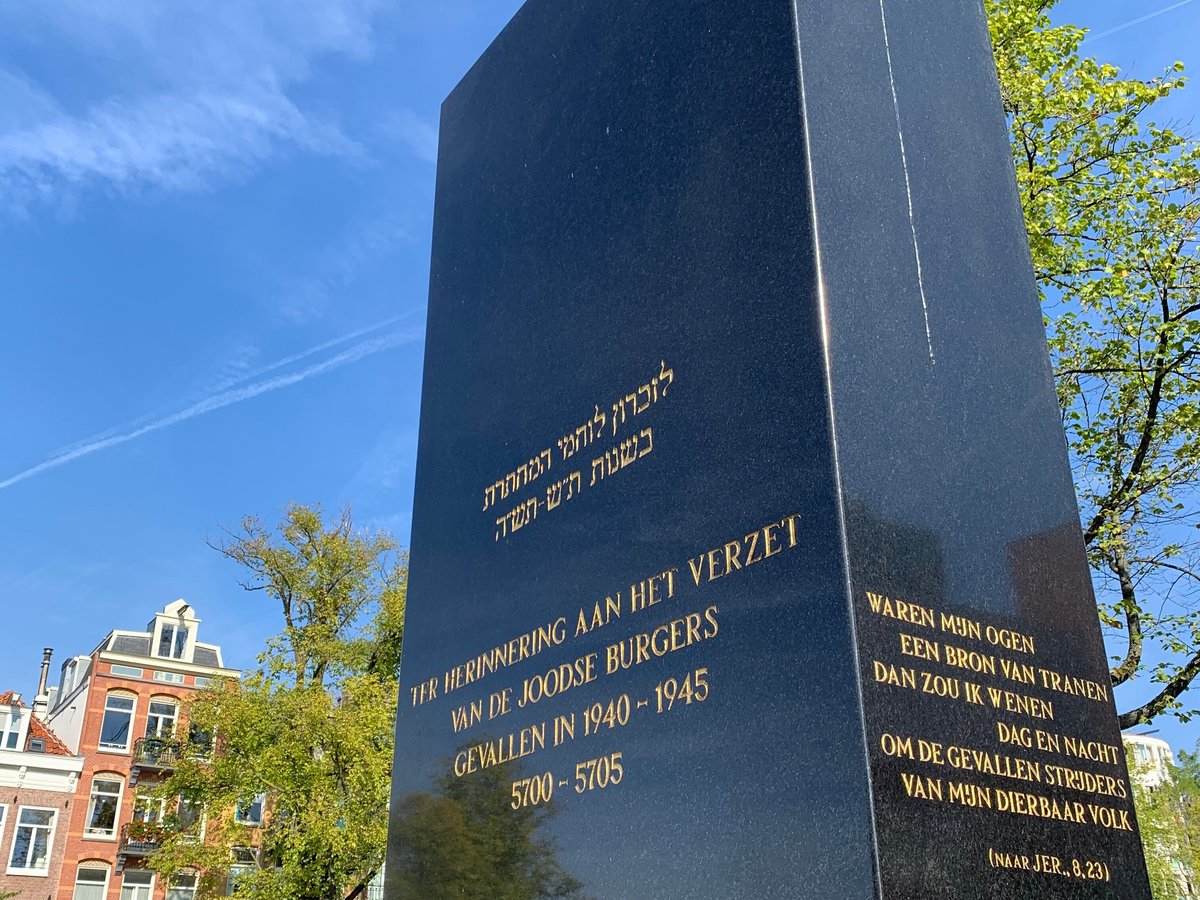 לזכרון לוחמי המחתרת
בשנות ת״ש-תש״ה
TER HERINNERING AAN HET VERZET
VAN DE JOODSE BURGERS
GEVALLEN IN 1940 - 1945
5700 - 5705
WAREN MIJN OGEN
EEN BRON VAN TRANEN
DAN ZOU IK WENEN
DAG EN NACHT
OM DE GEVALLEN STRIJDERS
VAN MIJN DIERBAAR VOLK
(NAAR JER., 8, 23)